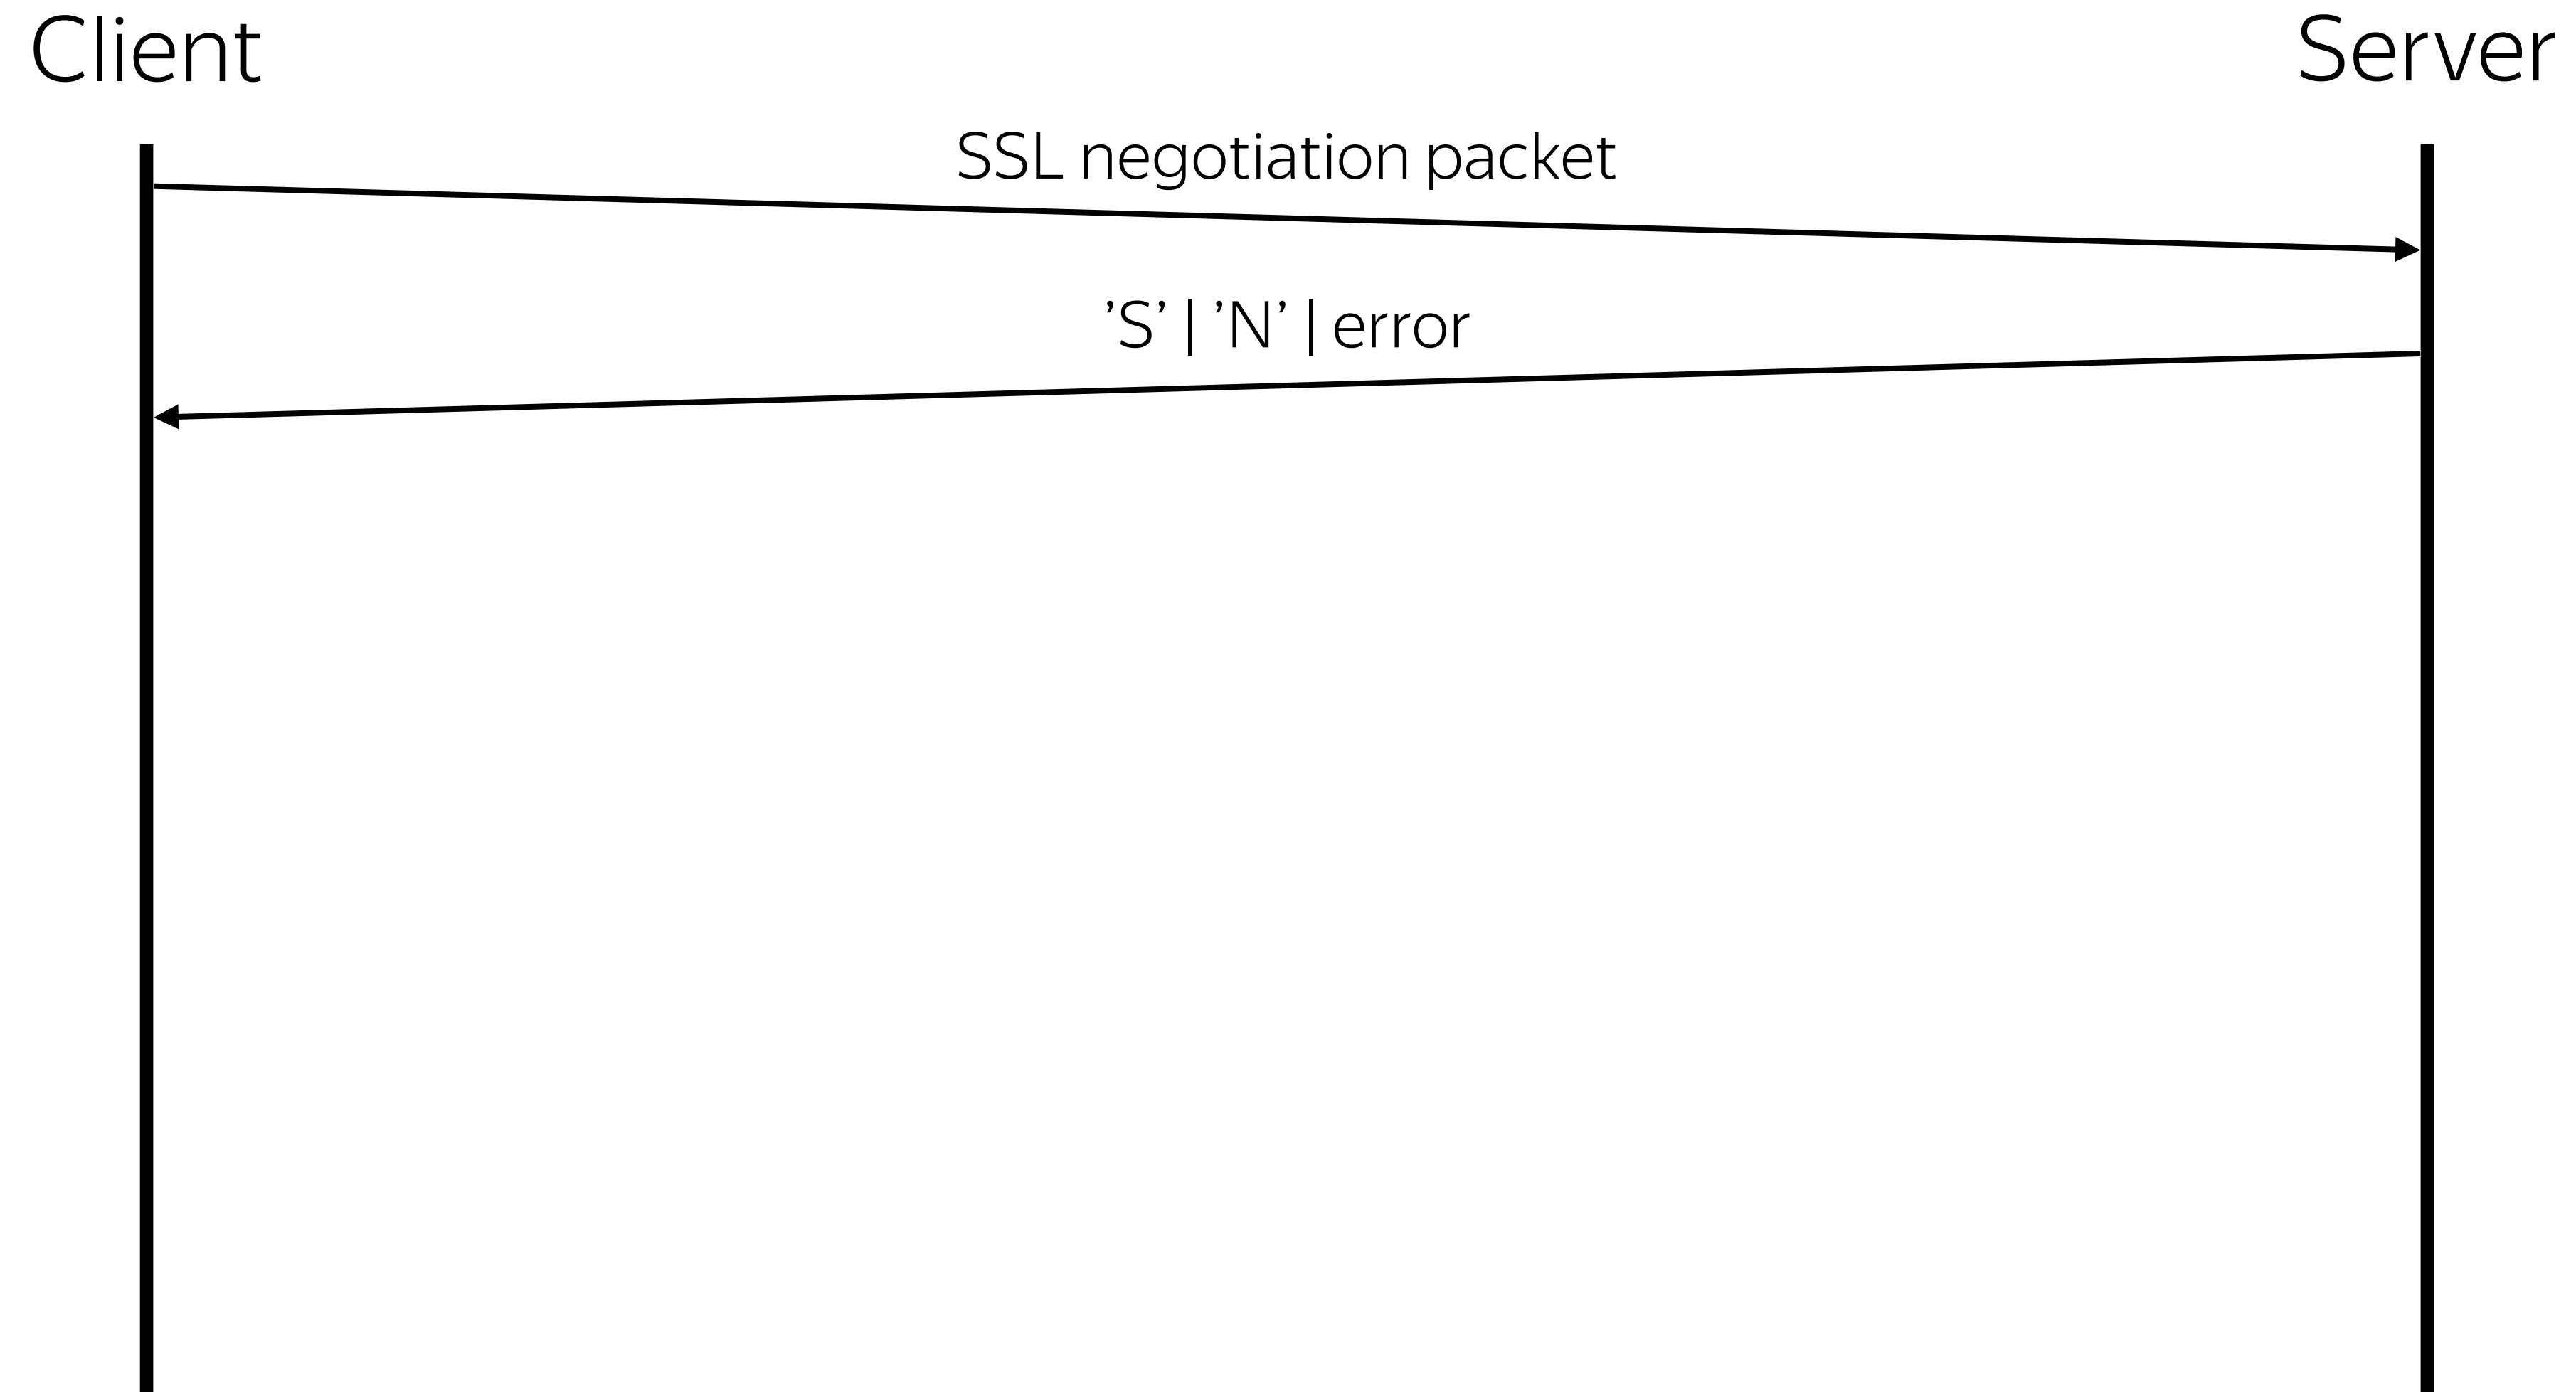 Client
Server
SSL negotiation packet
’S’ | ’N’ | error